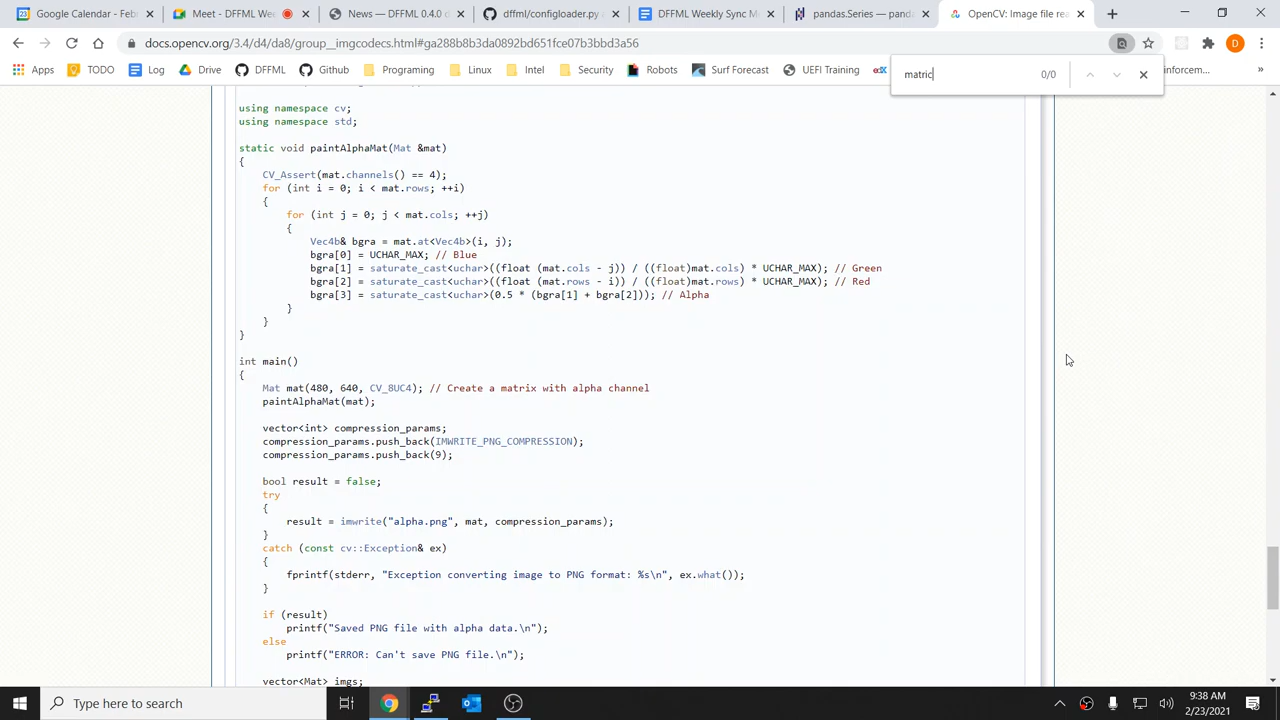 Google Calendar - Feb
Meet - DFFML
News — DFFML 0.4.0 d
dffml/configloader.py a
DFFML Weekly Sync M
pandas.Series — panda
OpenCV: Image file rea
docs.opencv.org/3.4/d4/da8/group__imgcodecs.html#ga288b8b3da0892bd651fce07b3bbd3a56
D
Apps
TODO
Log
Drive
DFFML
Github
Programing
Linux
Intel
Security
Robots
Surf Forecast
UEFI Training
inforcem...
»
matric
0/0
using namespace cv;
using namespace std;
static void paintAlphaMat(Mat &mat)
{
CV_Assert(mat.channels() == 4);
for (int i = 0; i < mat.rows; ++i)
{
for (int j = 0; j < mat.cols; ++j)
{
Vec4b& bgra = mat.at<Vec4b>(i, j);
bgra[0] = UCHAR_MAX; // Blue
bgra[1] = saturate_cast<uchar>((float (mat.cols - j)) / ((float)mat.cols) * UCHAR_MAX); // Green
bgra[2] = saturate_cast<uchar>((float (mat.rows - i)) / ((float)mat.rows) * UCHAR_MAX); // Red
bgra[3] = saturate_cast<uchar>(0.5 * (bgra[1] + bgra[2])); // Alpha
}
}
}
int main()
{
Mat mat(480, 640, CV_8UC4); // Create a matrix with alpha channel
paintAlphaMat(mat);
vector<int> compression_params;
compression_params.push_back(IMWRITE_PNG_COMPRESSION);
compression_params.push_back(9);
bool result = false;
try
{
result = imwrite("alpha.png", mat, compression_params);
}
catch (const cv::Exception& ex)
{
fprintf(stderr, "Exception converting image to PNG format: %s\n", ex.what());
}
if (result)
printf("Saved PNG file with alpha data.\n");
else
printf("ERROR: Can't save PNG file.\n");
vector<Mat> imgs;
Type here to search
9:38 AM
2/23/2021